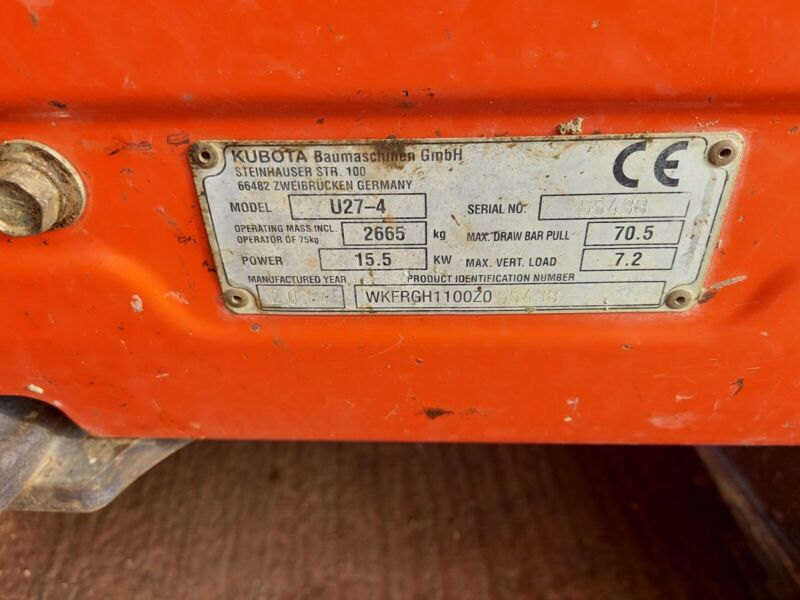 KUBOTA Baumaschinen GmbH
STEINHAUSER STR. 100
66482 ZWEIBRÜCKEN GERMANY
CE
MODEL U27-4
SERIAL NO. 55438
OPERATING MASS INCL. OPERATOR OF 75kg 2665 kg
MAX. DRAW BAR PULL 70.5
POWER 15.5 KW
MAX. VERT. LOAD 7.2
MANUFACTURED YEAR PRODUCT IDENTIFICATION NUMBER
2014 WKFRGH1100Z055438